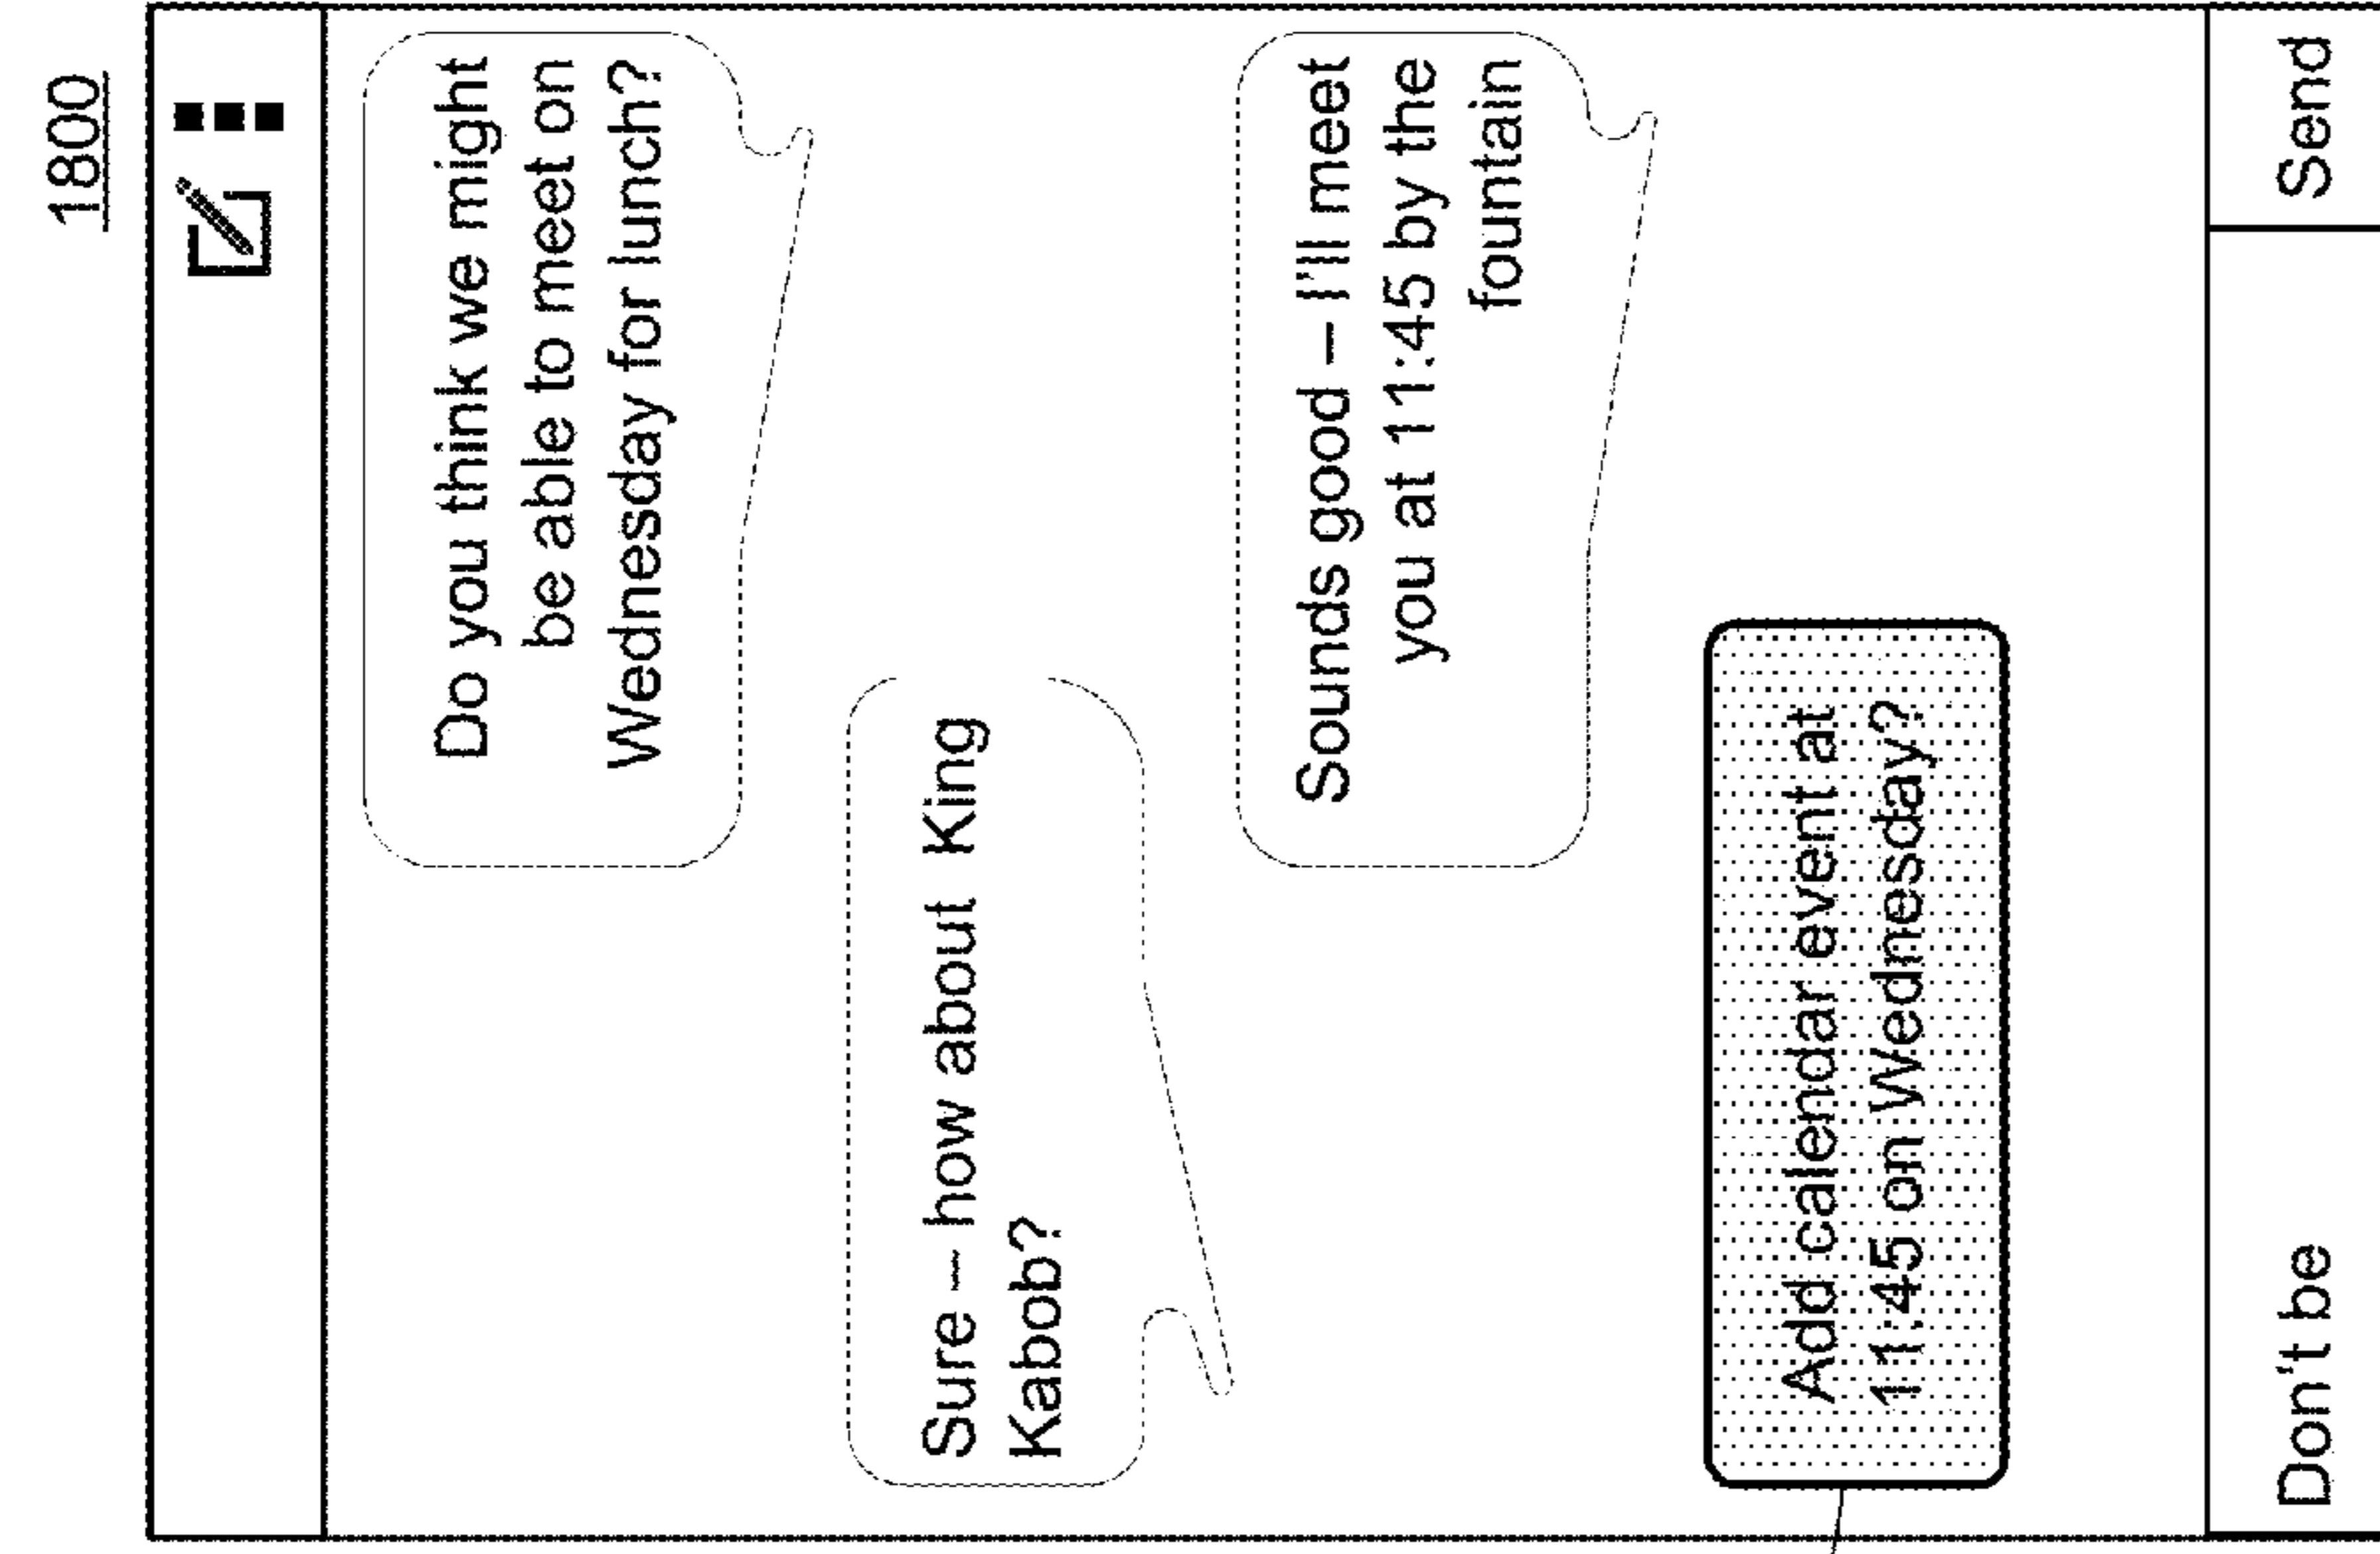 1800
Do you think we might
be able to meet on
Wednesday for lunch?
Sure – how about King
Kabob?
Sounds good – I'll meet
you at 11:45 by the
fountain
Add calendar event at
11:45 on Wednesday?
Don't be
Send